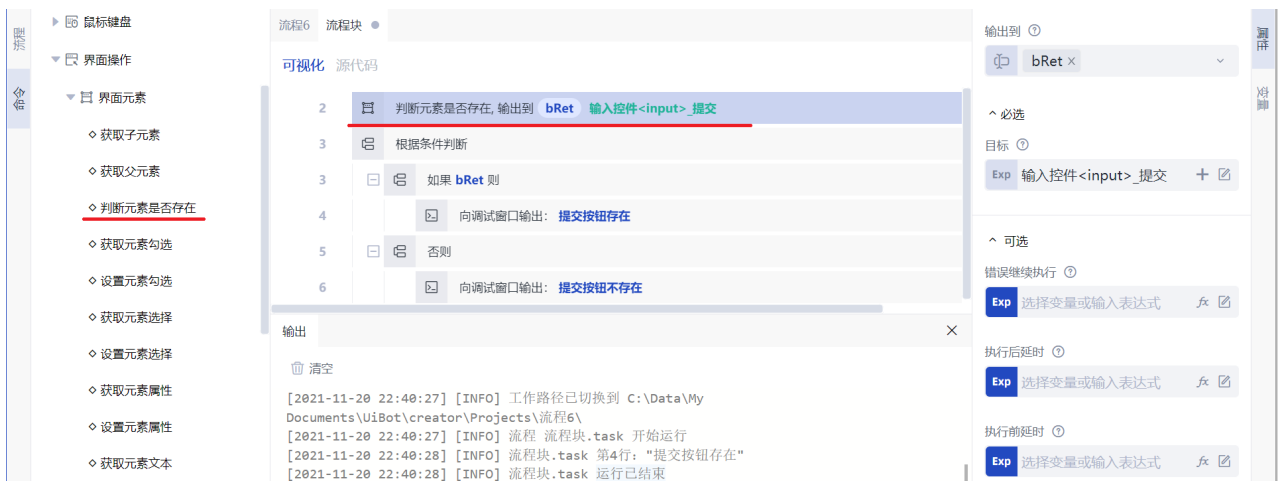 流程
命令
鼠标键盘
界面操作
界面元素
获取子元素
获取父元素
判断元素是否存在
获取元素勾选
设置元素勾选
获取元素选择
设置元素选择
获取元素属性
设置元素属性
获取元素文本
流程6 流程块
可视化 源代码
2 判断元素是否存在, 输出到 bRet 输入控件<input>_提交
3 根据条件判断
3 如果 bRet 则
4 向调试窗口输出: 提交按钮存在
5 否则
6 向调试窗口输出: 提交按钮不存在
输出
清空
[2021-11-20 22:40:27] [INFO] 工作路径已切换到 C:\Data\My
Documents\UiBot\creator\Projects\流程6\
[2021-11-20 22:40:27] [INFO] 流程 流程块.task 开始运行
[2021-11-20 22:40:28] [INFO] 流程块.task 第4行: "提交按钮存在"
[2021-11-20 22:40:28] [INFO] 流程块.task 运行已结束
输出到
bRet ×
必选
目标
Exp 输入控件<input>_提交
可选
错误继续执行
Exp 选择变量或输入表达式 fx
执行后延时
Exp 选择变量或输入表达式 fx
执行前延时
Exp 选择变量或输入表达式 fx
属性
变量